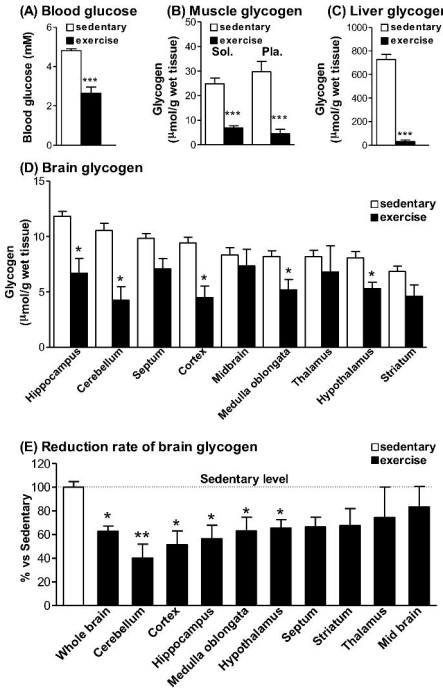 (A) Blood glucose
sedentary
exercise
Blood glucose (mM)
6
3
0
***
(B) Muscle glycogen
sedentary
exercise
Sol. Pla.
Glycogen
(µmol/g wet tissue)
40
30
20
10
0
***
***
(C) Liver glycogen
sedentary
exercise
Glycogen
(µmol/g wet tissue)
1000
800
600
400
200
0
***
(D) Brain glycogen
sedentary
exercise
Glycogen
(µmol/g wet tissue)
15
10
5
0
*
*
*
*
*
Hippocampus
Cerebellum
Septum
Cortex
Midbrain
Medulla oblongata
Thalamus
Hypothalamus
Striatum
(E) Reduction rate of brain glycogen
sedentary
exercise
Sedentary level
% vs Sedentary
120
100
80
60
40
20
0
*
**
*
*
*
*
Whole brain
Cerebellum
Cortex
Hippocampus
Medulla oblongata
Hypothalamus
Septum
Striatum
Thalamus
Mid brain